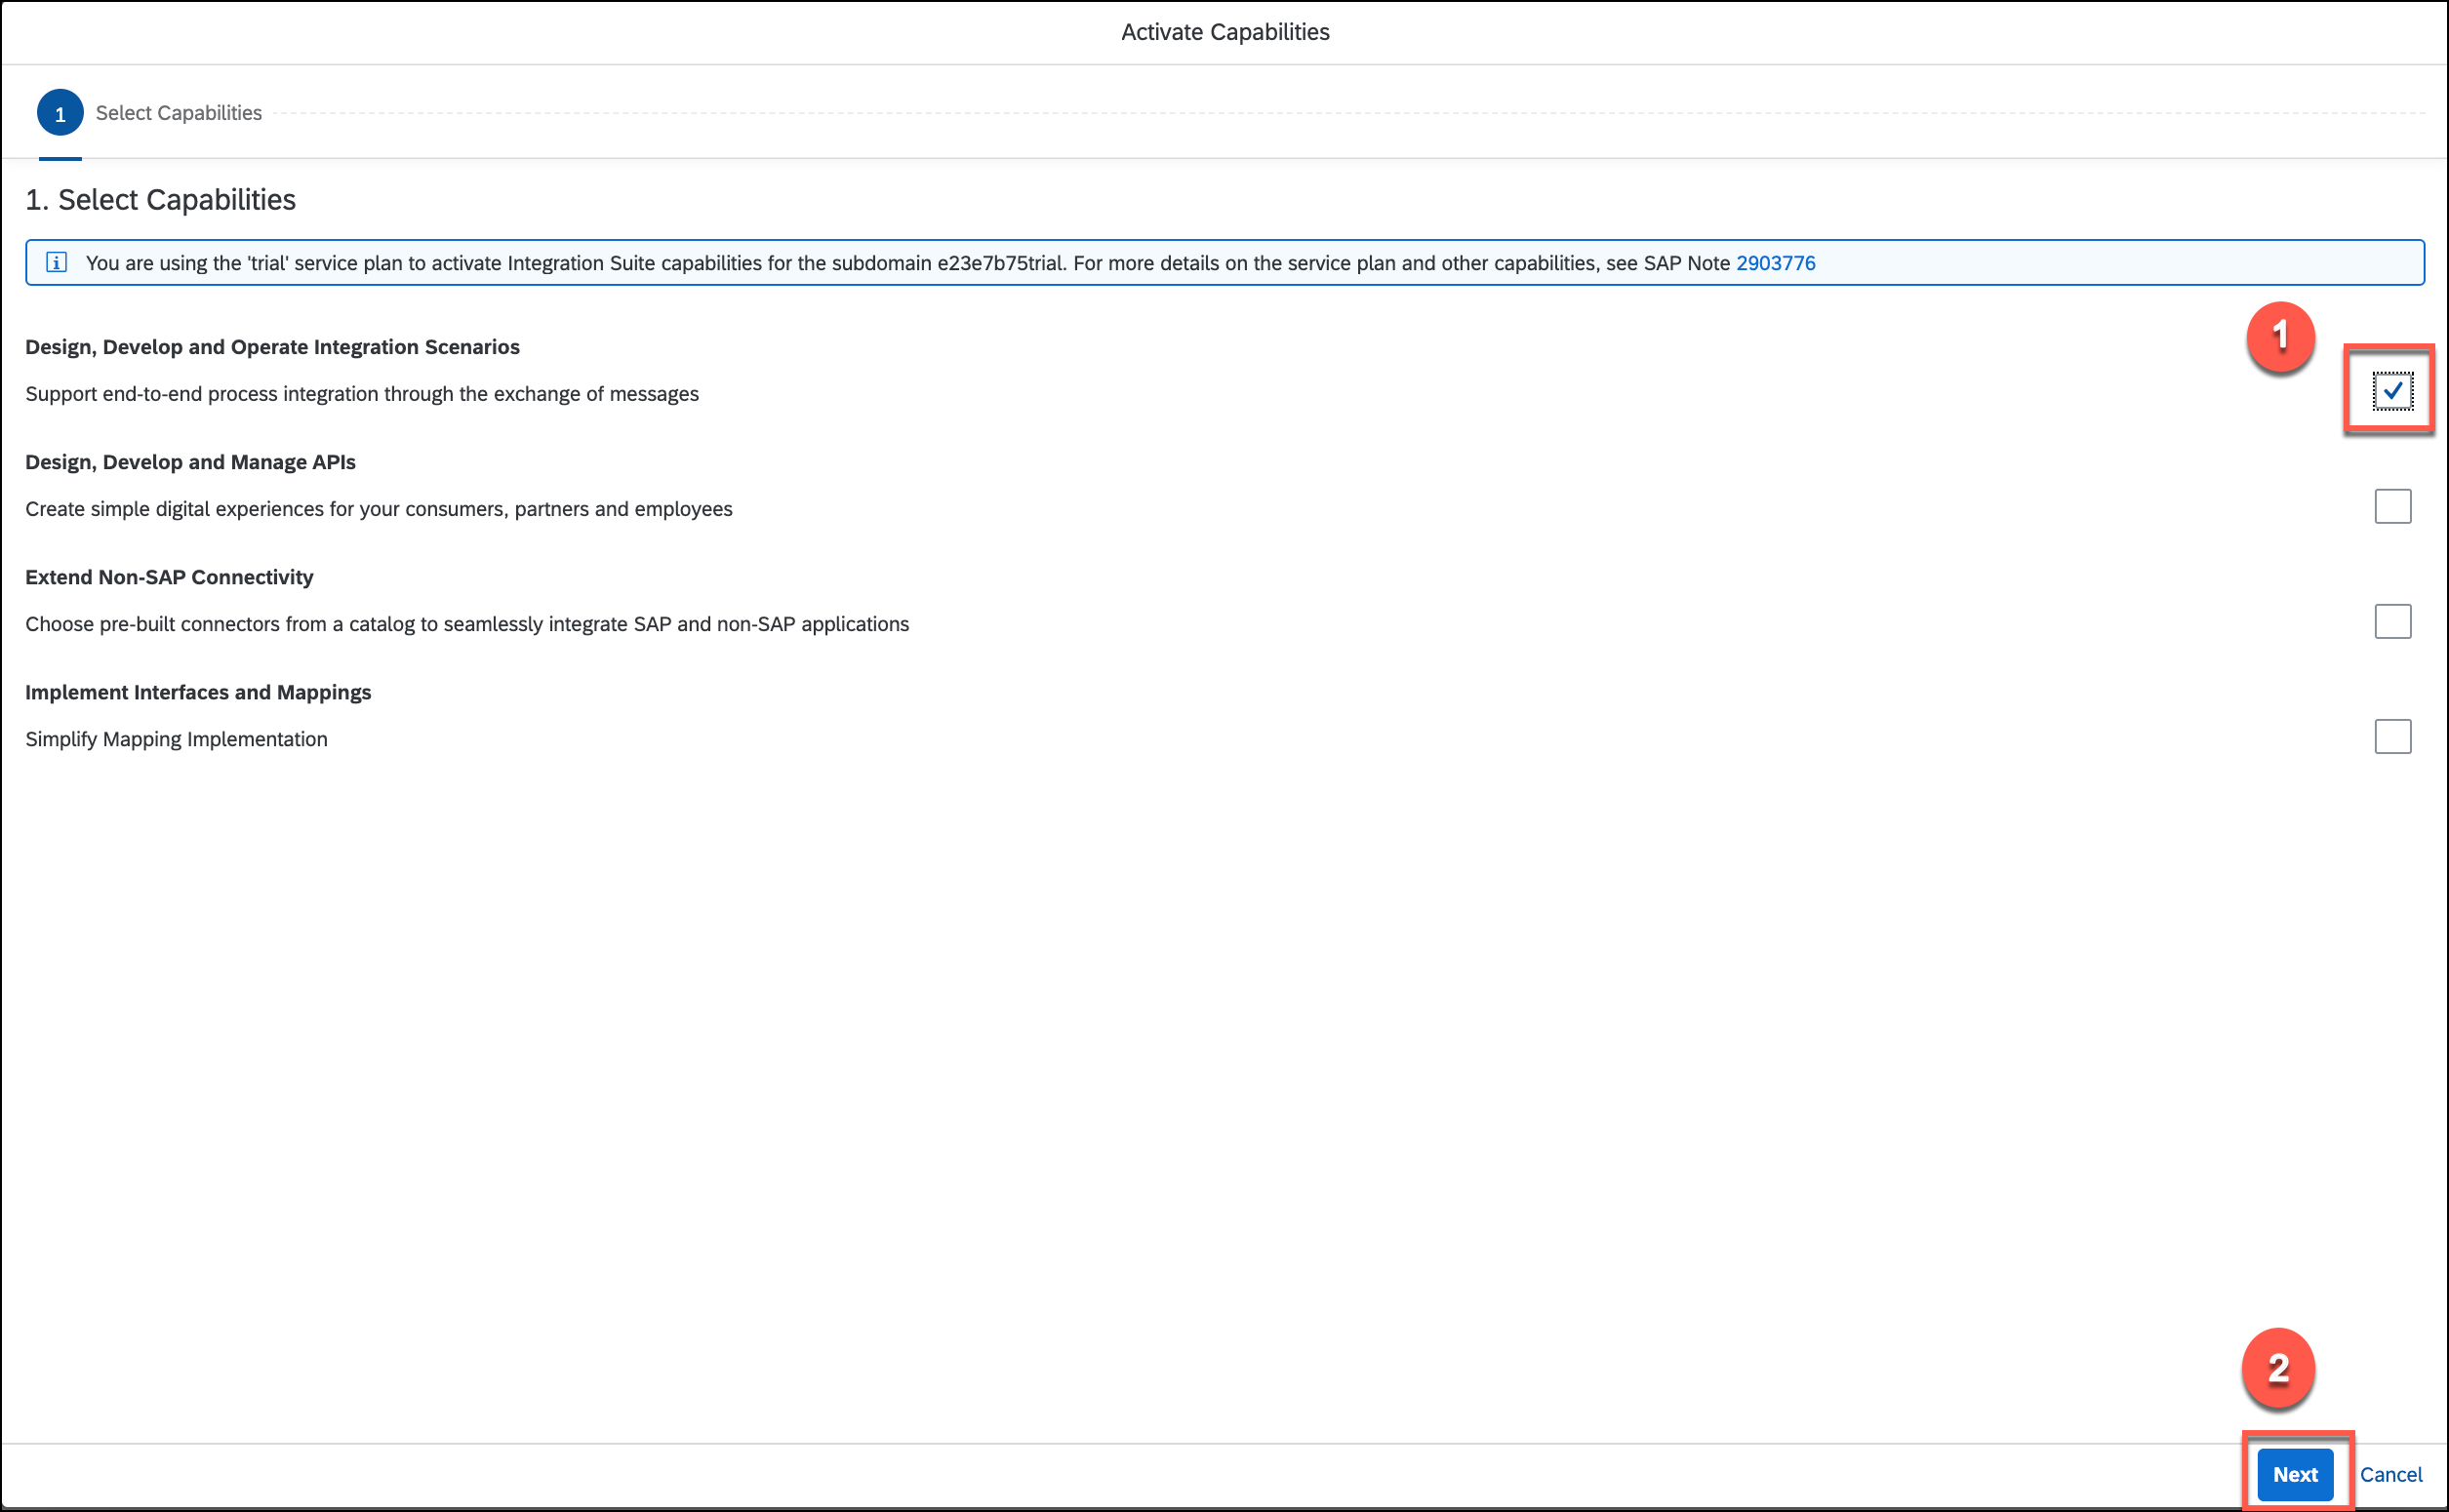 Activate Capabilities
1 Select Capabilities
1. Select Capabilities
You are using the 'trial' service plan to activate Integration Suite capabilities for the subdomain e23e7b75trial. For more details on the service plan and other capabilities, see SAP Note 2903776
1
Design, Develop and Operate Integration Scenarios
Support end-to-end process integration through the exchange of messages
Design, Develop and Manage APIs
Create simple digital experiences for your consumers, partners and employees
Extend Non-SAP Connectivity
Choose pre-built connectors from a catalog to seamlessly integrate SAP and non-SAP applications
Implement Interfaces and Mappings
Simplify Mapping Implementation
2
Next Cancel